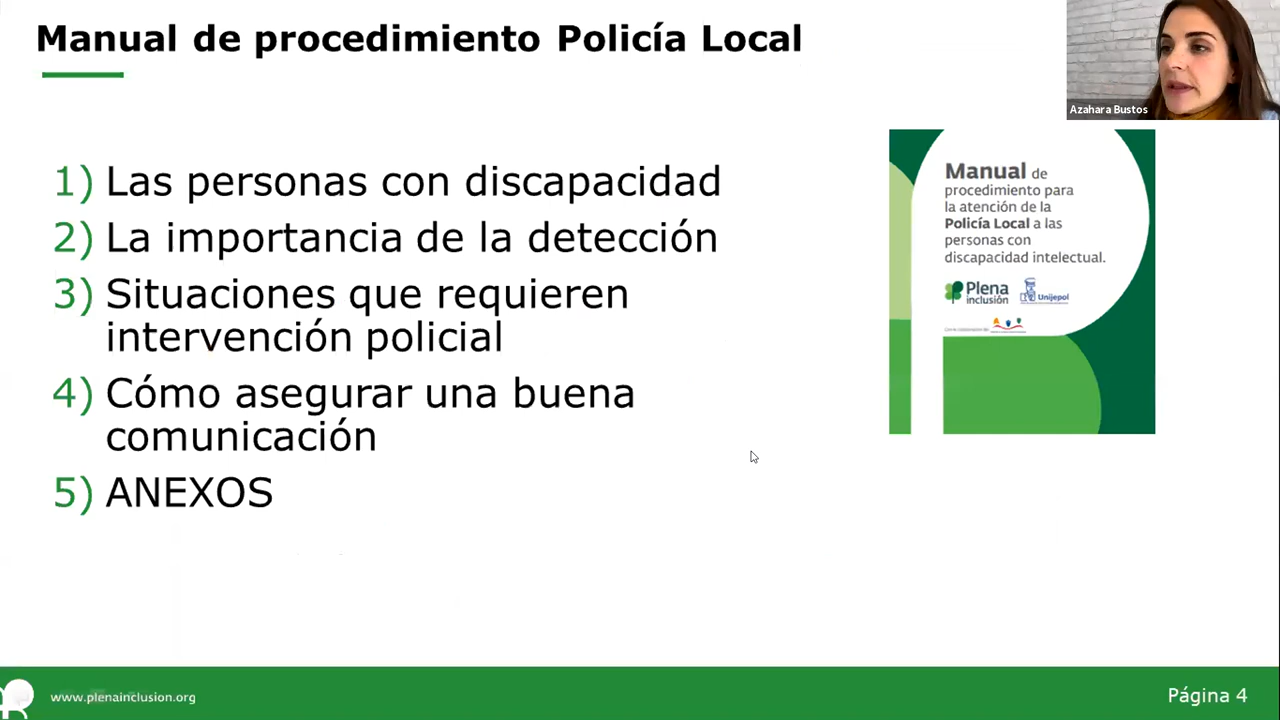 Manual de procedimiento Policía Local
Azahara Bustos
1) Las personas con discapacidad
2) La importancia de la detección
3) Situaciones que requieren
intervención policial
4) Cómo asegurar una buena
comunicación
5) ANEXOS
Manual de
procedimiento para
la atención de la
Policía Local a las
personas con
discapacidad intelectual.
Plena
inclusión
Unijepol
www.plenainclusion.org
Página 4